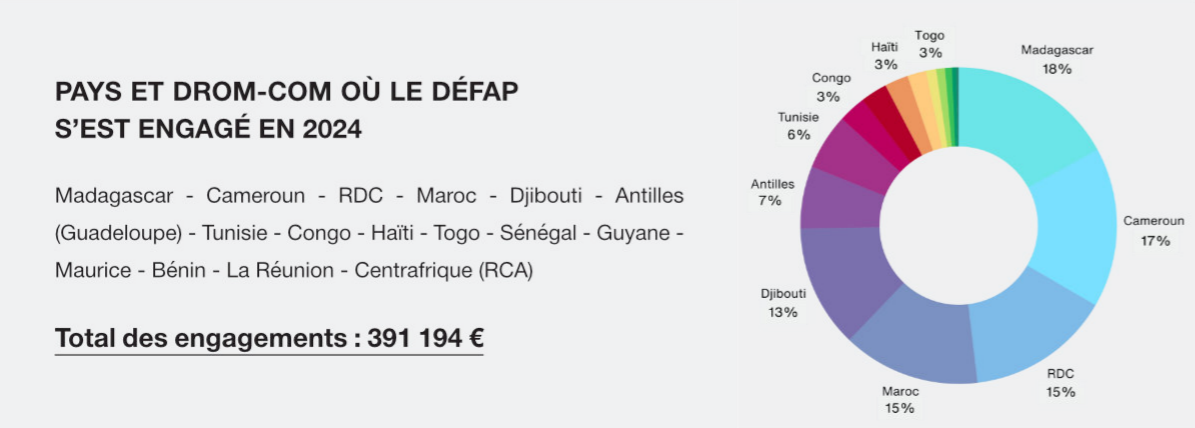 PAYS ET DROM-COM OÙ LE DÉFAP
S’EST ENGAGÉ EN 2024
Madagascar - Cameroun - RDC - Maroc - Djibouti - Antilles
(Guadeloupe) - Tunisie - Congo - Haïti - Togo - Sénégal - Guyane -
Maurice - Bénin - La Réunion - Centrafrique (RCA)
Total des engagements : 391 194 €
Togo
3%
Haïti
3%
Congo
3%
Tunisie
6%
Antilles
7%
Djibouti
13%
Maroc
15%
RDC
15%
Cameroun
17%
Madagascar
18%